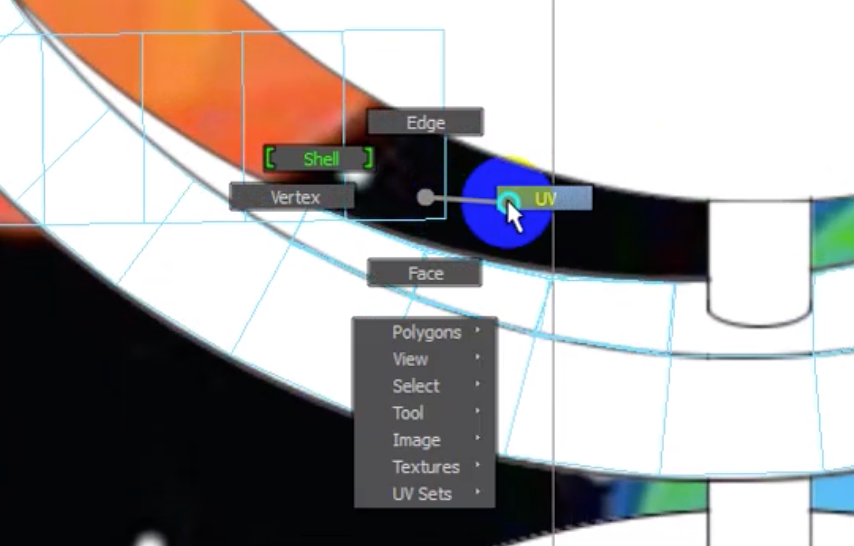 Edge
Shell
Vertex
UV
Face
Polygons
View
Select
Tool
Image
Textures
UV Sets